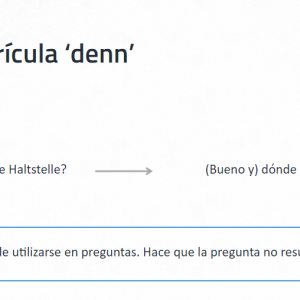 rícula ‘denn’
e Haltstelle? (Bueno y) dónde
de utilizarse en preguntas. Hace que la pregunta no resu